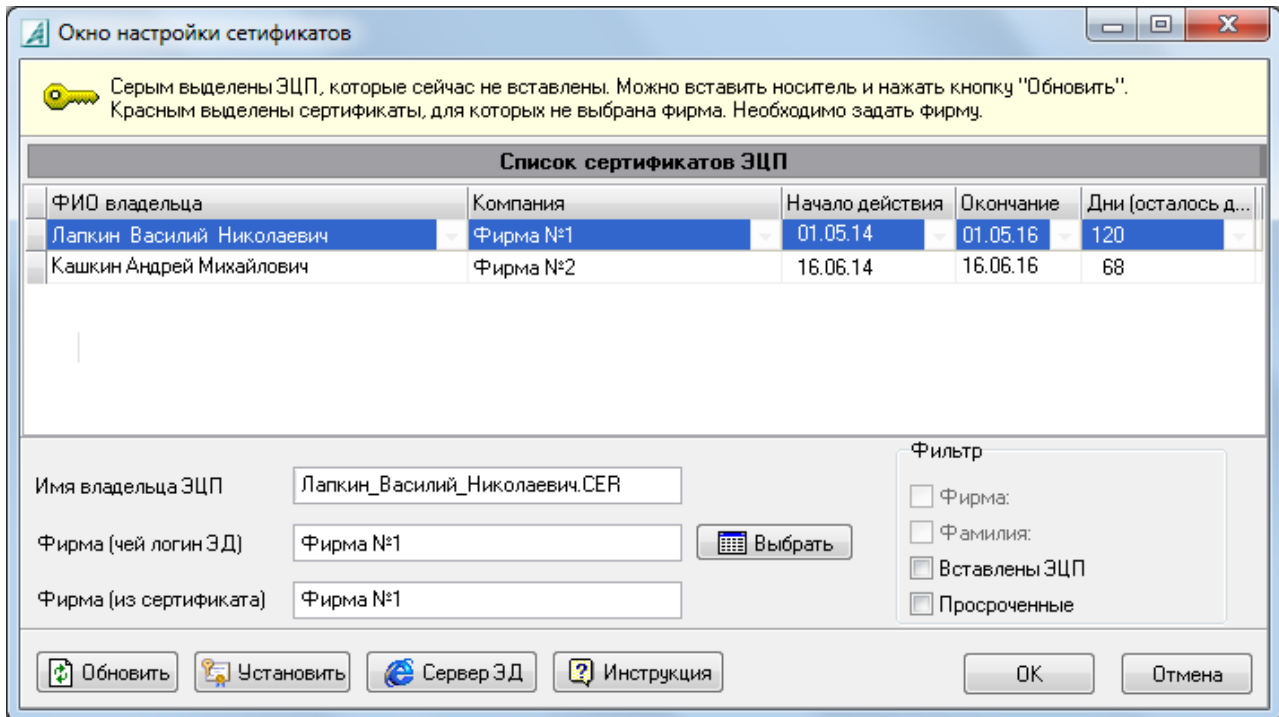 Окно настройки сетификатов
Серым выделены ЭЦП, которые сейчас не вставлены. Можно вставить носитель и нажать кнопку "Обновить".
Красным выделены сертификаты, для которых не выбрана фирма. Необходимо задать фирму.
Список сертификатов ЭЦП
ФИО владельца Компания Начало действия Окончание Дни (осталось д...
Лапкин Василий Николаевич Фирма №1 01.05.14 01.05.16 120
Кашкин Андрей Михайлович Фирма №2 16.06.14 16.06.16 68
Имя владельца ЭЦП Лапкин_Василий_Николаевич.CER
Фирма (чей логин ЭД) Фирма №1 Выбрать
Фирма (из сертификата) Фирма №1
Фильтр
Фирма:
Фамилия:
Вставлены ЭЦП
Просроченные
Обновить Установить Сервер ЭД Инструкция OK Отмена